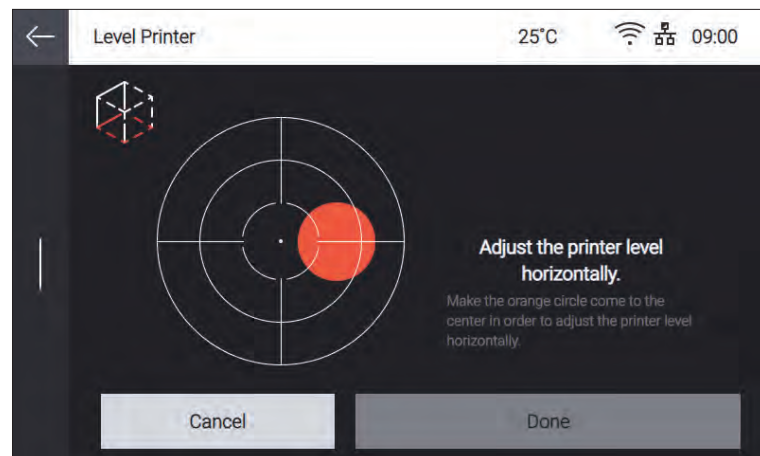 Level Printer 25°C 09:00
Adjust the printer level
horizontally.
Make the orange circle come to the
center in order to adjust the printer level
horizontally.
Cancel Done